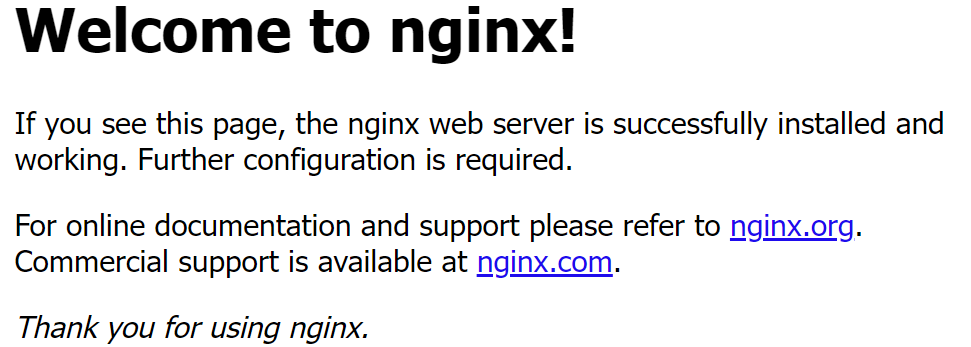 Welcome to nginx!
If you see this page, the nginx web server is successfully installed and
working. Further configuration is required.
For online documentation and support please refer to nginx.org.
Commercial support is available at nginx.com.
Thank you for using nginx.